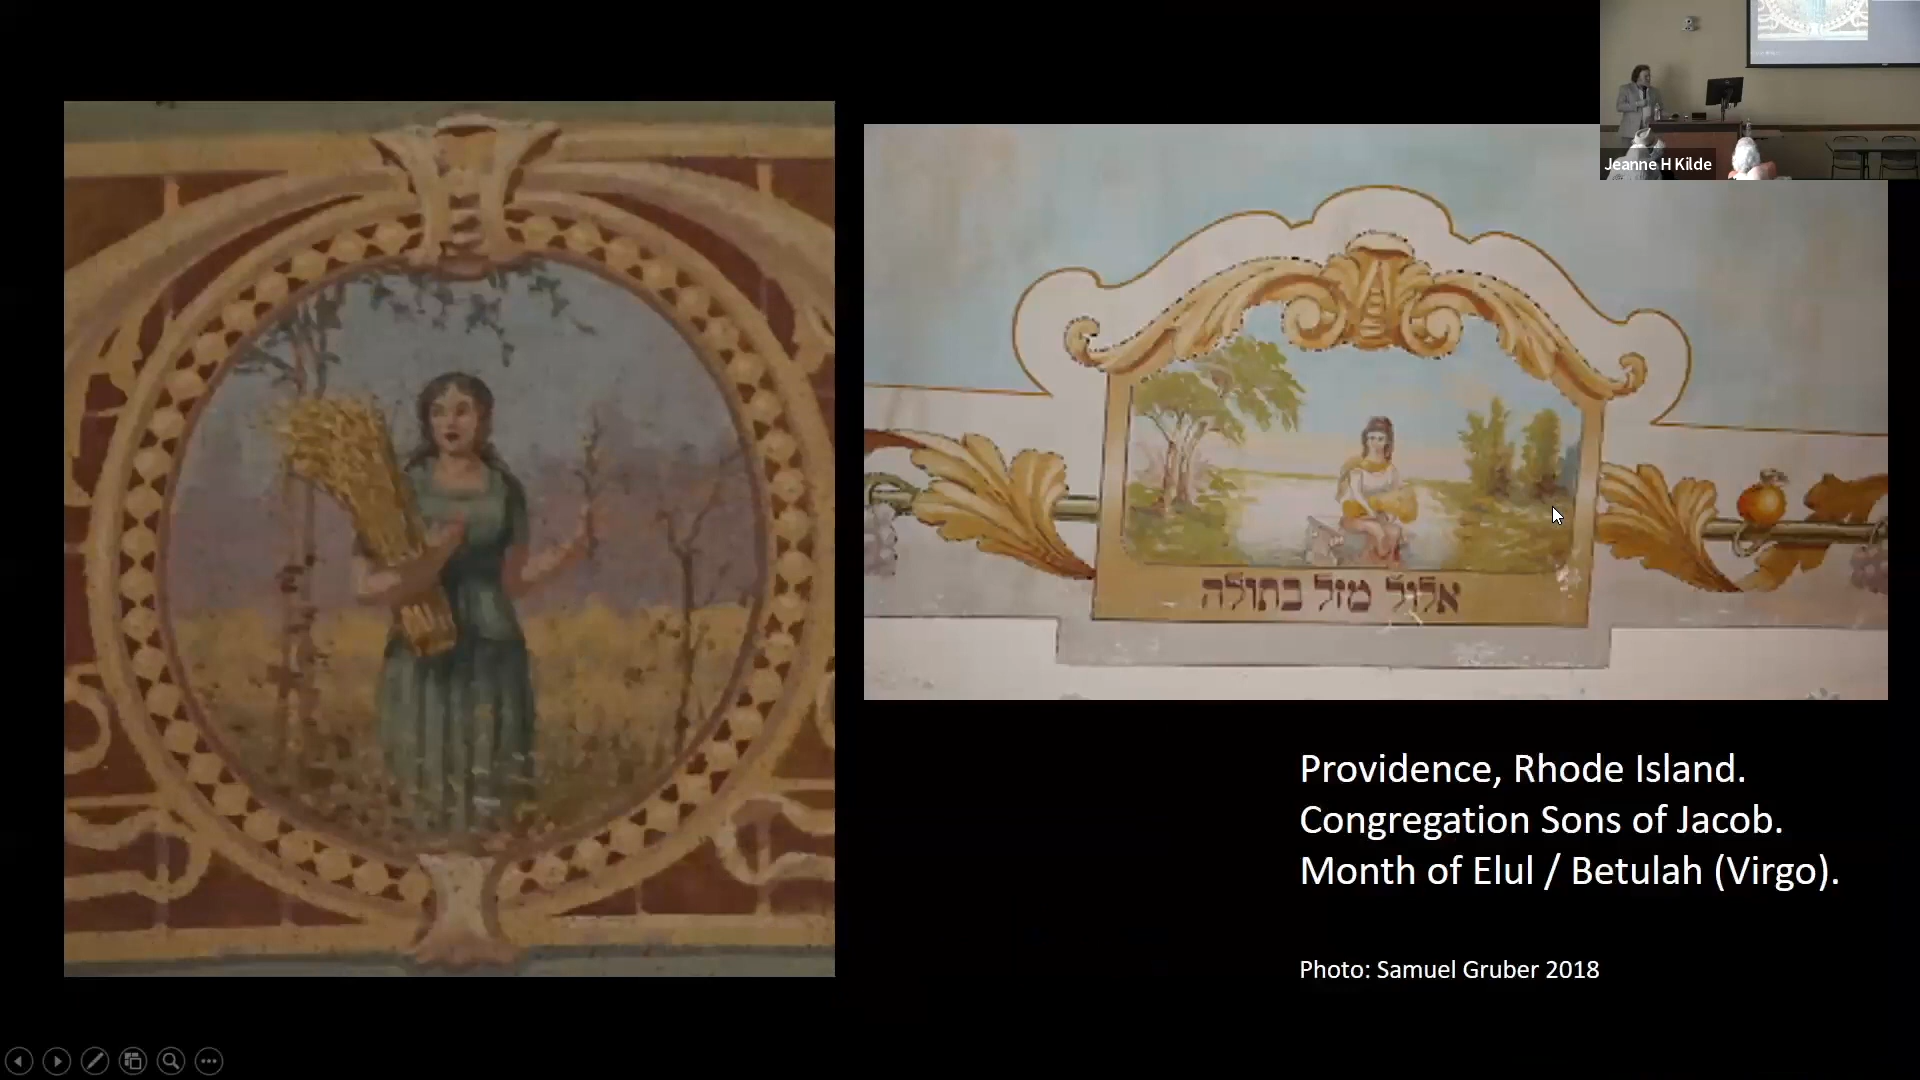 Jeanne H Kilde
אלול מזל בתולה
Providence, Rhode Island.
Congregation Sons of Jacob.
Month of Elul / Betulah (Virgo).
Photo: Samuel Gruber 2018